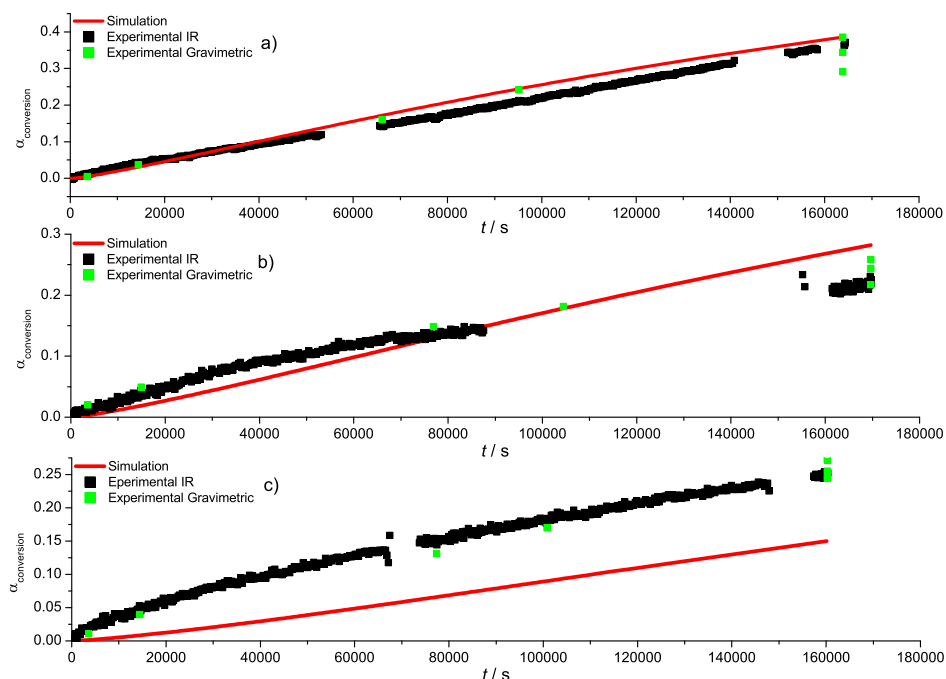 Simulation
Experimental IR
Experimental Gravimetric
a)
α conversion
0.4
0.3
0.2
0.1
0.0
0 20000 40000 60000 80000 100000 120000 140000 160000 180000
t / s
Simulation
Experimental IR
Experimental Gravimetric
b)
α conversion
0.3
0.2
0.1
0.0
0 20000 40000 60000 80000 100000 120000 140000 160000 180000
t / s
Simulation
Eperimental IR
Experimental Gravimetric
c)
α conversion
0.25
0.20
0.15
0.10
0.05
0.00
0 20000 40000 60000 80000 100000 120000 140000 160000 180000
t / s